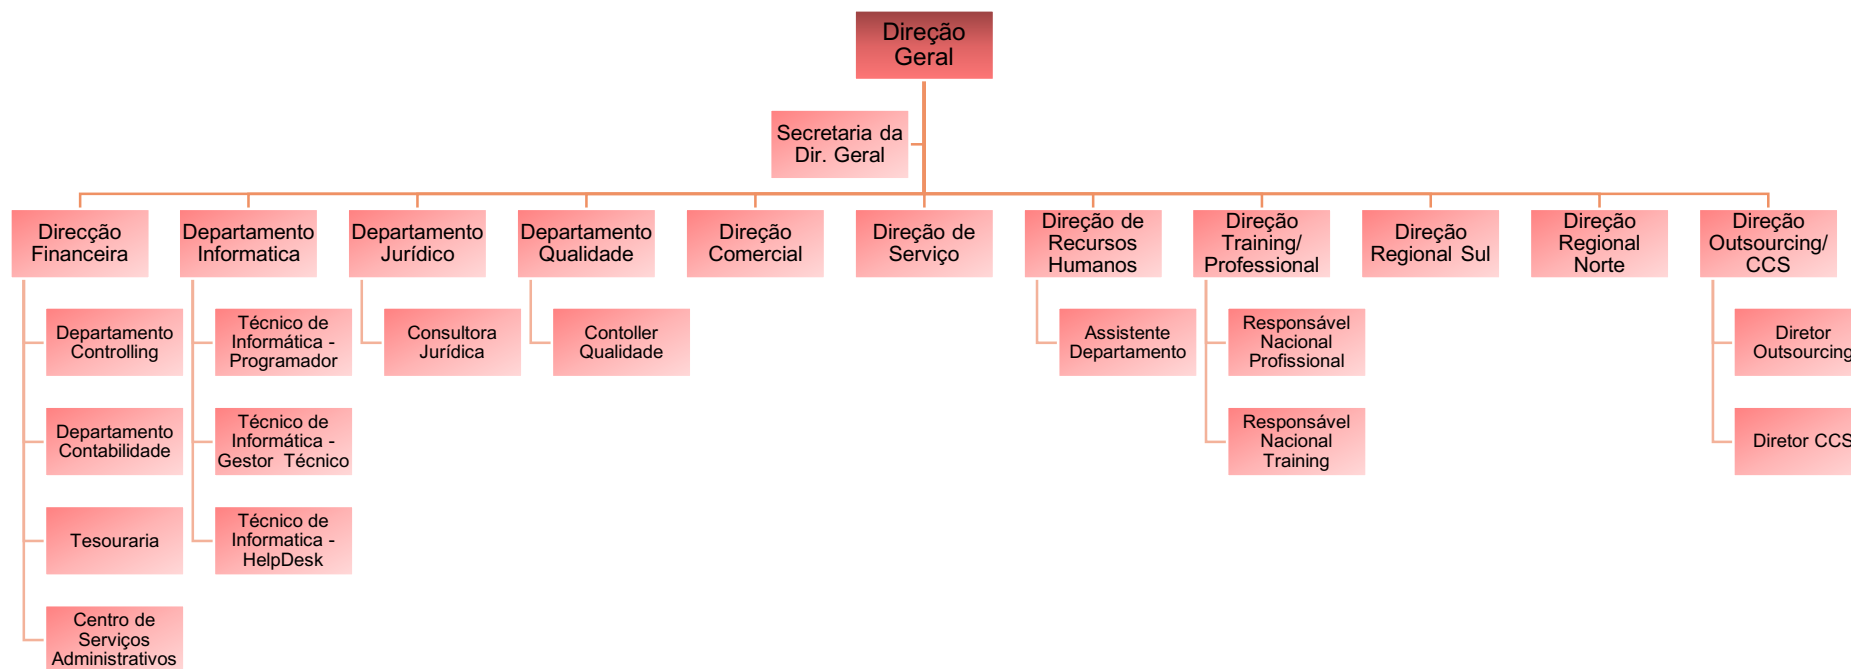 Direção
Geral
Secretaria da
Dir. Geral
Direcção
Financeira
Departamento
Informatica
Departamento
Jurídico
Departamento
Qualidade
Direção
Comercial
Direção de
Serviço
Direção de
Recursos
Humanos
Direção
Training/
Professional
Direção
Regional Sul
Direção
Regional
Norte
Direção
Outsourcing/
CCS
Departamento
Controlling
Técnico de
Informática -
Programador
Consultora
Jurídica
Contoller
Qualidade
Assistente
Departamento
Responsável
Nacional
Profissional
Diretor
Outsourcing
Departamento
Contabilidade
Técnico de
Informática -
Gestor Técnico
Responsável
Nacional
Training
Diretor CCS
Tesouraria
Técnico de
Informatica -
HelpDesk
Centro de
Serviços
Administrativos